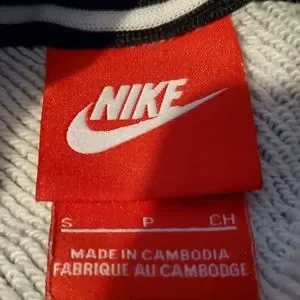 NIKE
S P CH
MADE IN CAMBODIA
FABRIQUE AU CAMBODGE